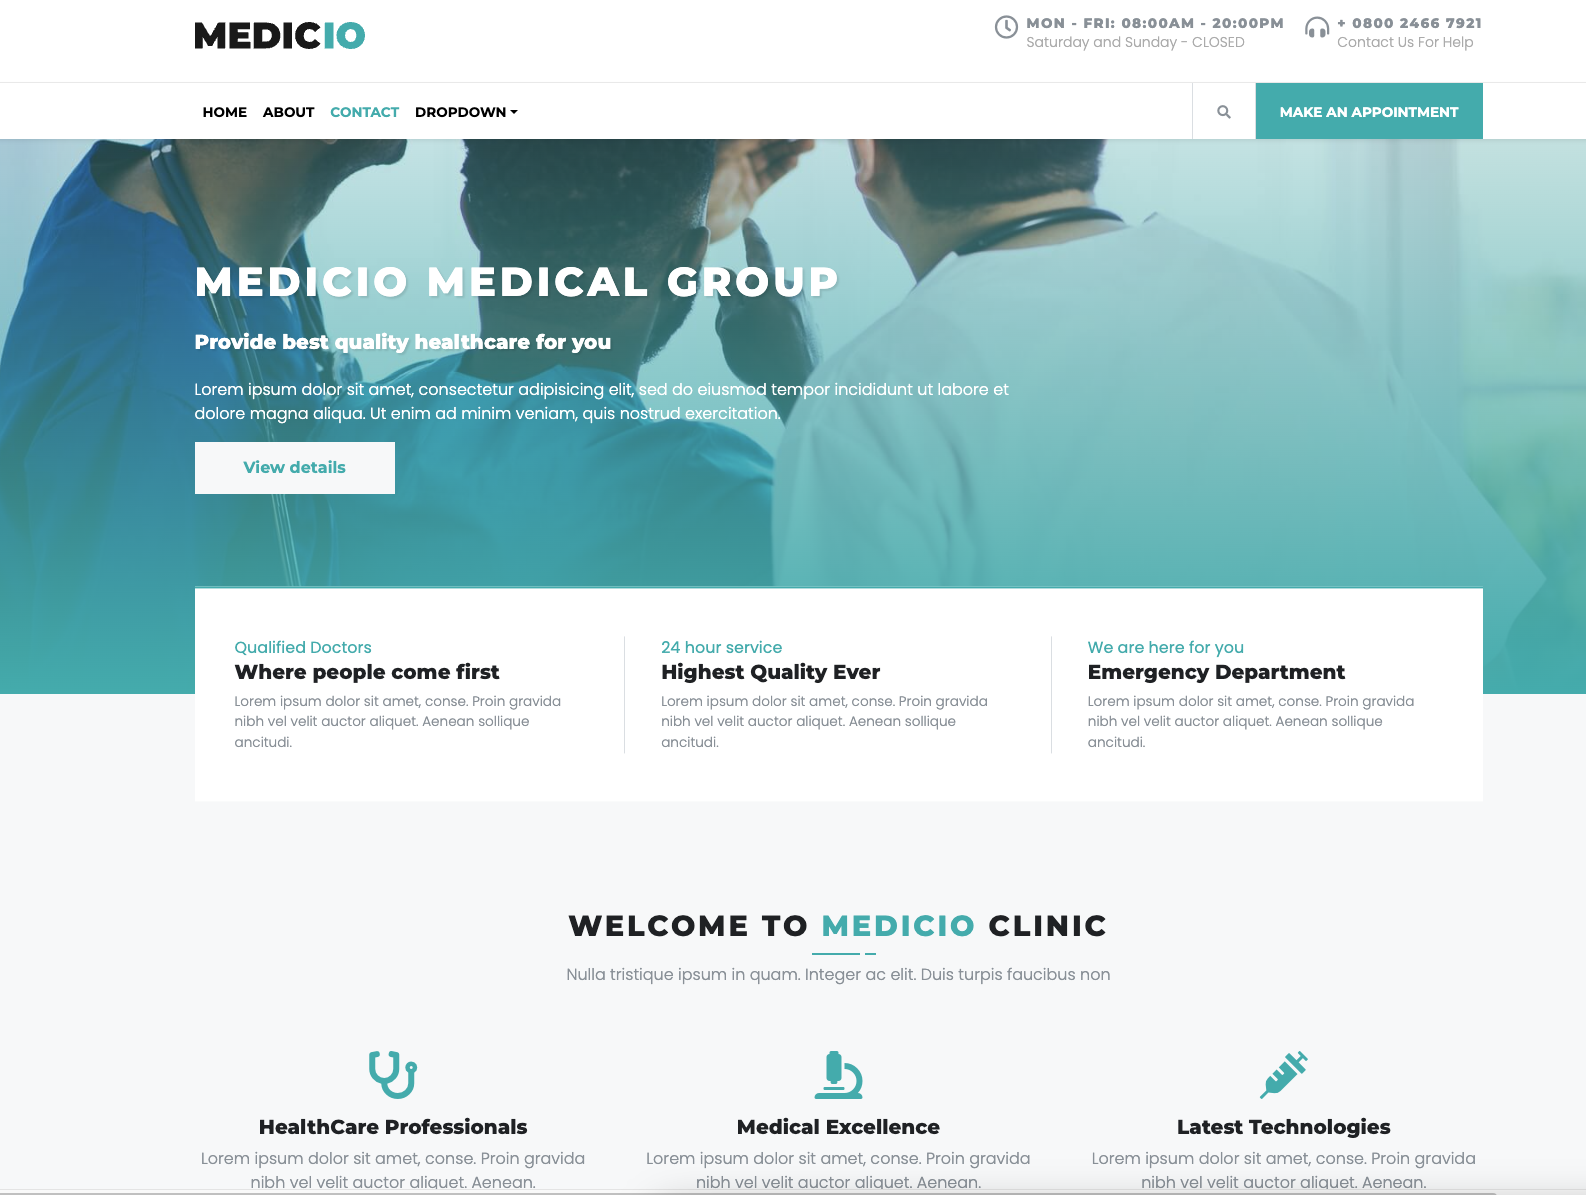 MEDICIO
MON - FRI: 08:00AM - 20:00PM
Saturday and Sunday - CLOSED
+ 0800 2466 7921
Contact Us For Help
HOME ABOUT CONTACT DROPDOWN
MAKE AN APPOINTMENT
MEDICIO MEDICAL GROUP
Provide best quality healthcare for you
Lorem ipsum dolor sit amet, consectetur adipisicing elit, sed do eiusmod tempor incididunt ut labore et
dolore magna aliqua. Ut enim ad minim veniam, quis nostrud exercitation.
View details
Qualified Doctors
Where people come first
Lorem ipsum dolor sit amet, conse. Proin gravida
nibh vel velit auctor aliquet. Aenean sollique
ancitudi.
24 hour service
Highest Quality Ever
Lorem ipsum dolor sit amet, conse. Proin gravida
nibh vel velit auctor aliquet. Aenean sollique
ancitudi.
We are here for you
Emergency Department
Lorem ipsum dolor sit amet, conse. Proin gravida
nibh vel velit auctor aliquet. Aenean sollique
ancitudi.
WELCOME TO MEDICIO CLINIC
Nulla tristique ipsum in quam. Integer ac elit. Duis turpis faucibus non
HealthCare Professionals
Lorem ipsum dolor sit amet, conse. Proin gravida
nibh vel velit auctor aliquet. Aenean.
Medical Excellence
Lorem ipsum dolor sit amet, conse. Proin gravida
nibh vel velit auctor aliquet. Aenean.
Latest Technologies
Lorem ipsum dolor sit amet, conse. Proin gravida
nibh vel velit auctor aliquet. Aenean.